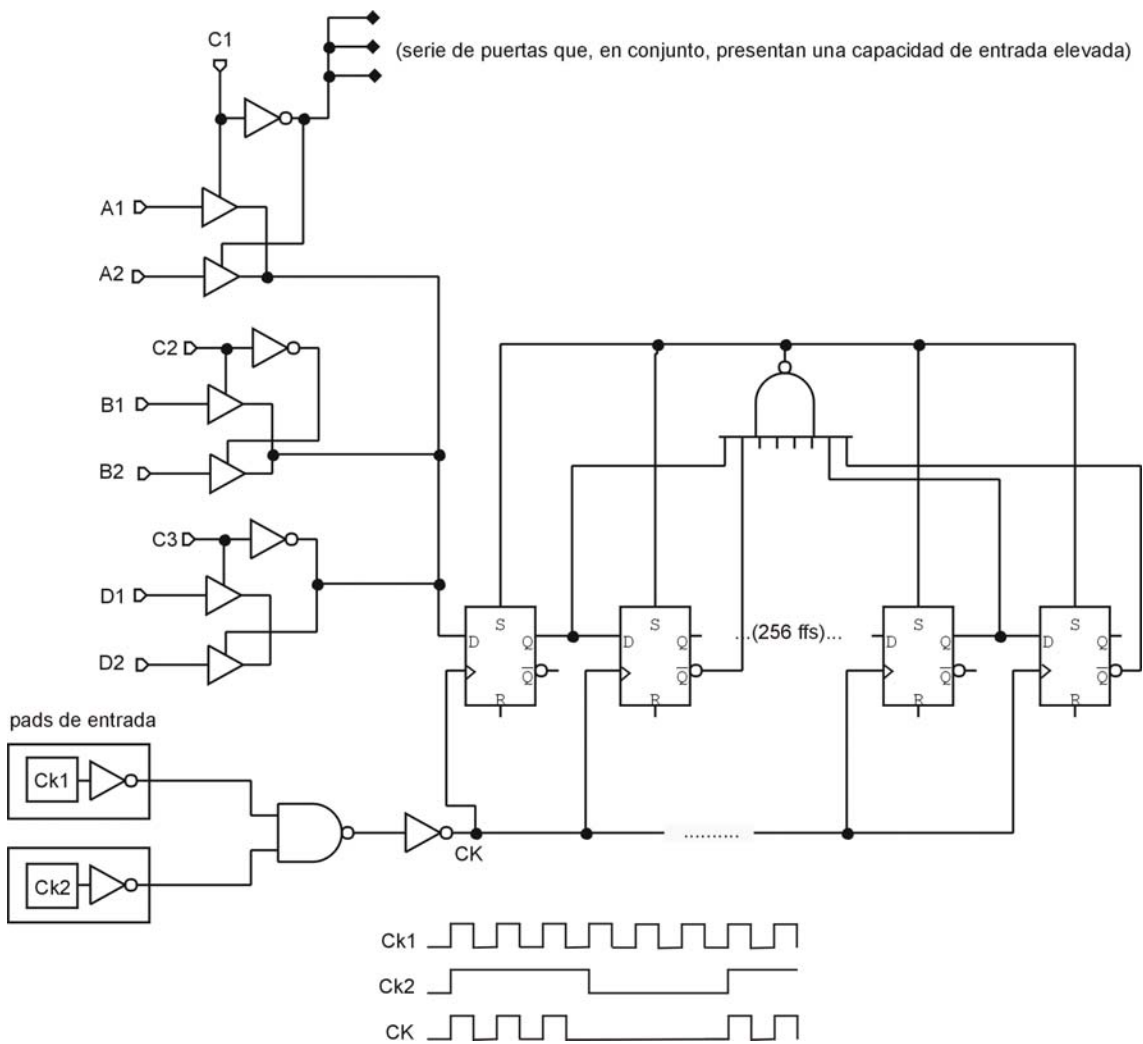 C1
(serie de puertas que, en conjunto, presentan una capacidad de entrada elevada)
A1
A2
C2
B1
B2
C3
D1
D2
S
S
S
S
D Q
D Q
...(256 ffs)...
D Q
D Q
Q
Q
Q
Q
R
R
R
R
pads de entrada
Ck1
Ck2
CK
..........
Ck1
Ck2
CK